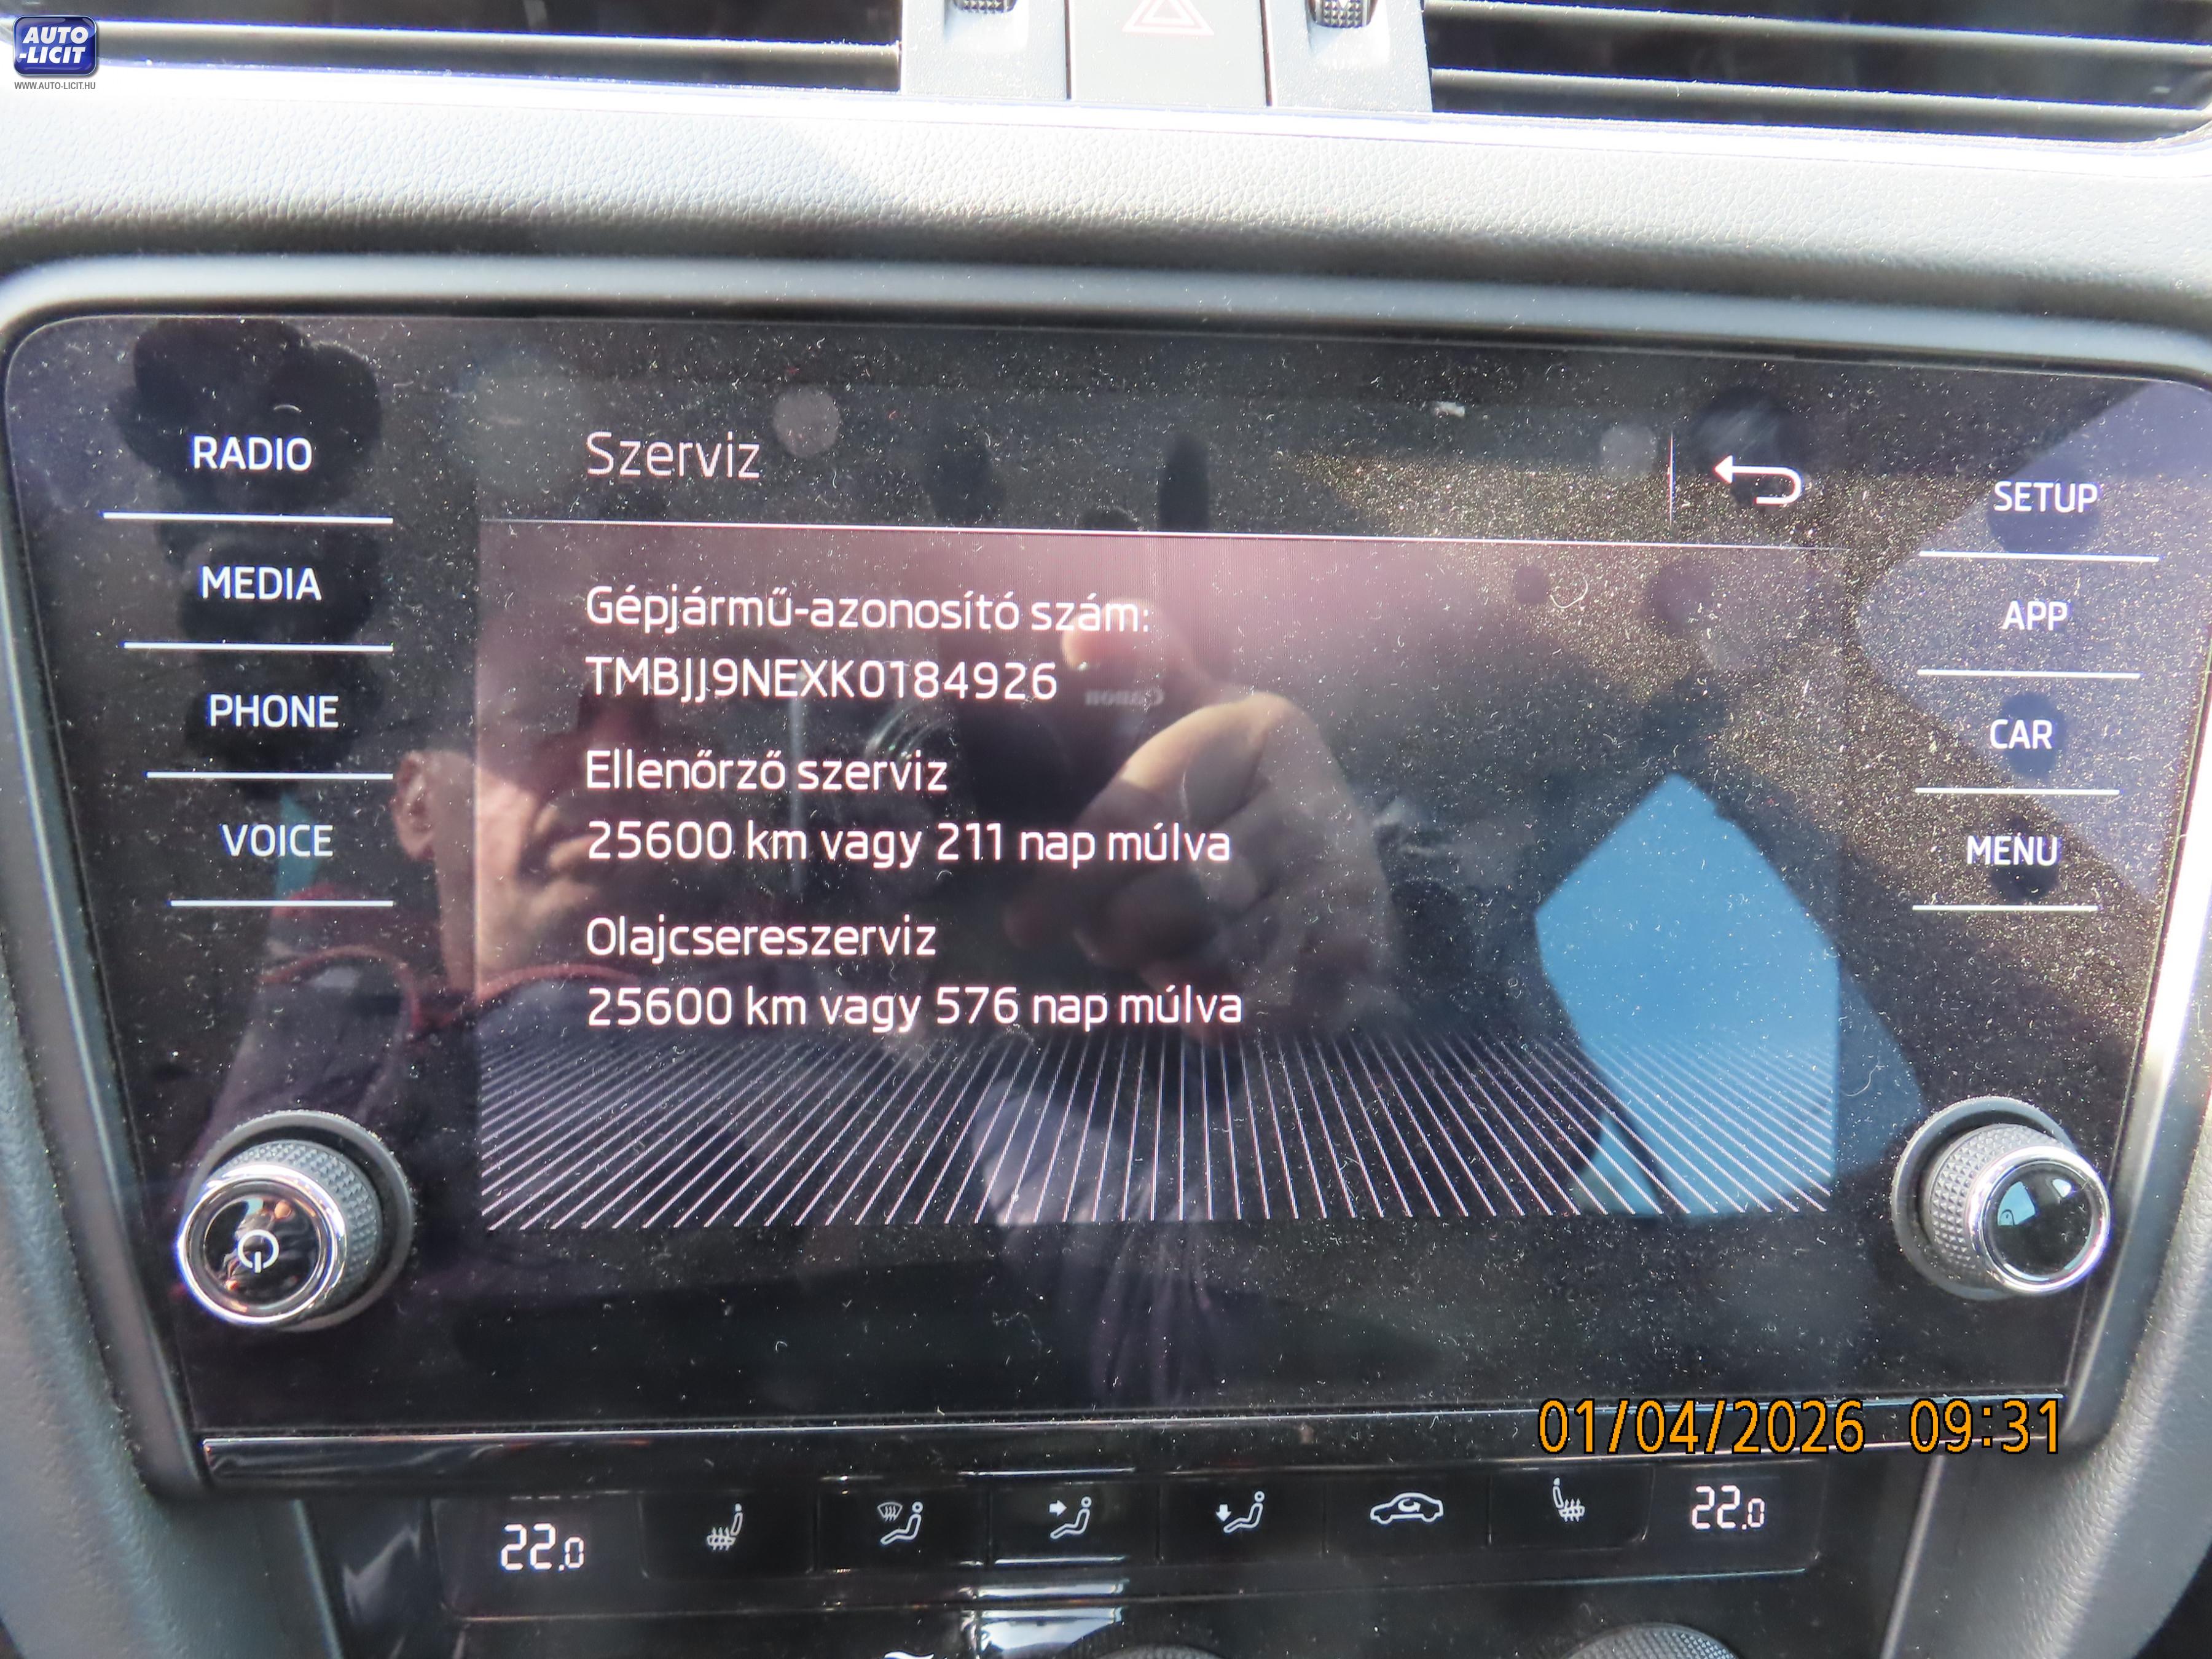 AUTO
-LICIT
WWW.AUTO-LICIT.HU
RADIO
MEDIA
PHONE
VOICE
Szerviz
Gépjármű-azonosító szám:
TMBJJ9NEXK0184926
Ellenőrző szerviz
25600 km vagy 211 nap múlva
Olajcsereszerviz
25600 km vagy 576 nap múlva
SETUP
APP
CAR
MENU
Canon
01/04/2026 09:31
22.0
22.0